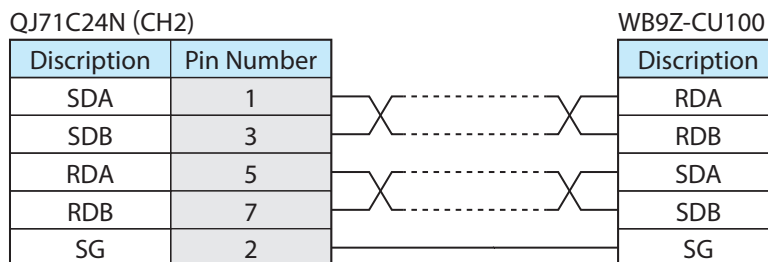 QJ71C24N (CH2) WB9Z-CU100
Discription Pin Number Discription
SDA 1 RDA
SDB 3 RDB
RDA 5 SDA
RDB 7 SDB
SG 2 SG